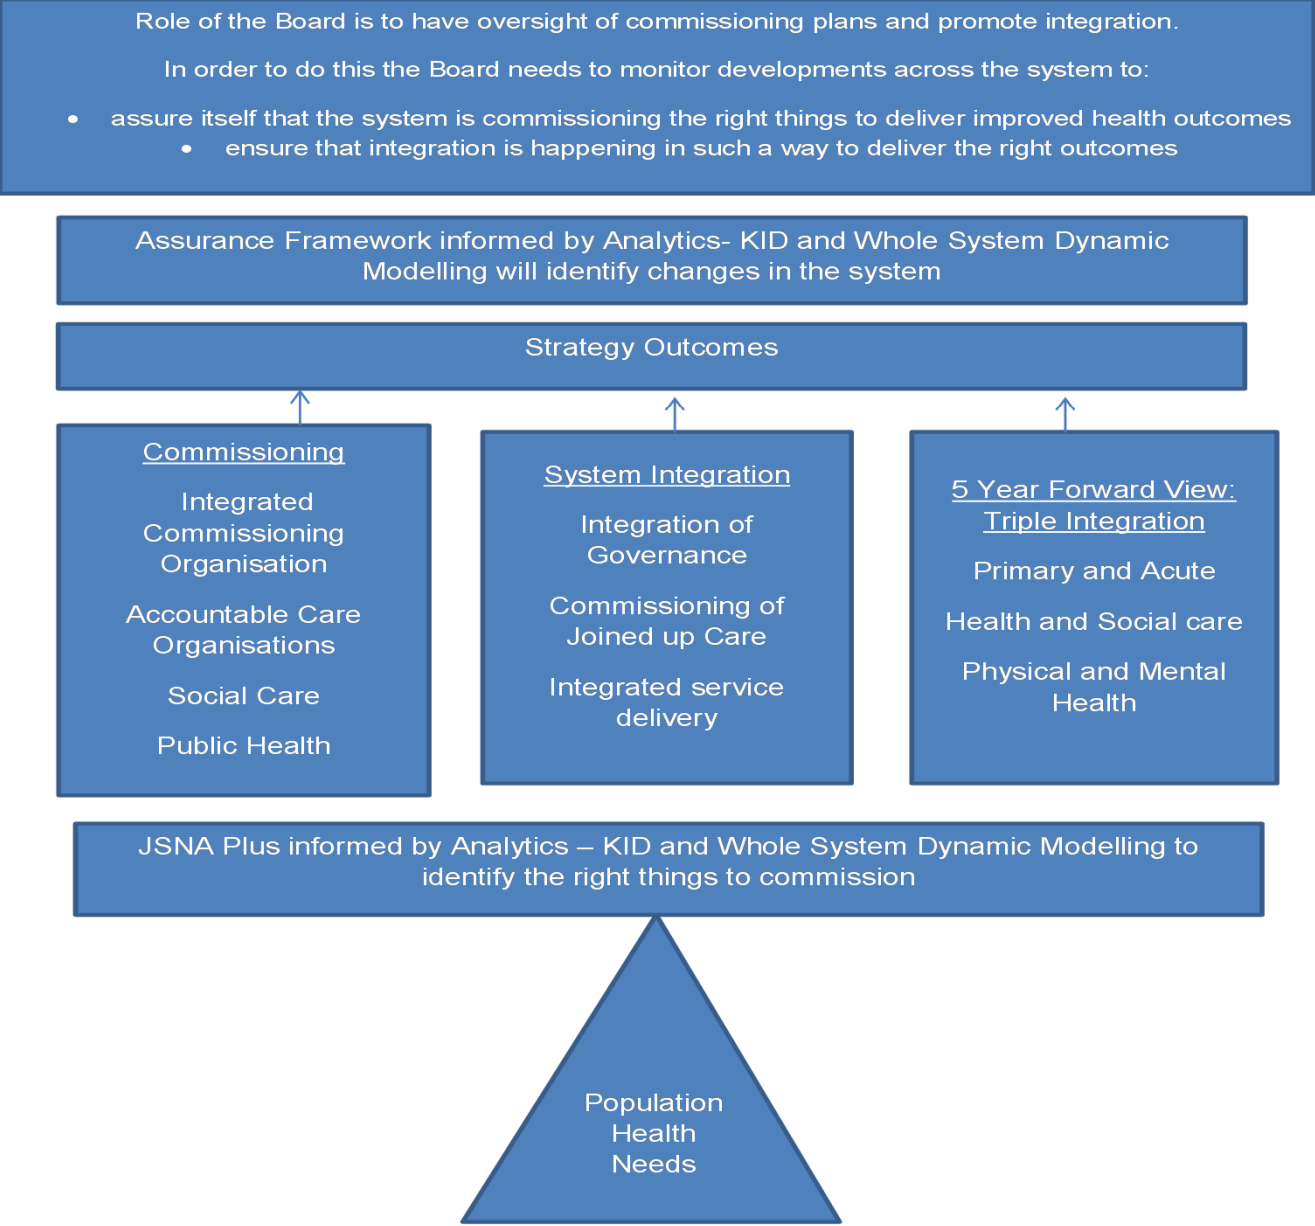 Role of the Board is to have oversight of commissioning plans and promote integration.
In order to do this the Board needs to monitor developments across the system to:
• assure itself that the system is commissioning the right things to deliver improved health outcomes
• ensure that integration is happening in such a way to deliver the right outcomes
Assurance Framework informed by Analytics- KID and Whole System Dynamic
Modelling will identify changes in the system
Strategy Outcomes
Commissioning
Integrated
Commissioning
Organisation
Accountable Care
Organisations
Social Care
Public Health
System Integration
Integration of
Governance
Commissioning of
Joined up Care
Integrated service
delivery
5 Year Forward View:
Triple Integration
Primary and Acute
Health and Social care
Physical and Mental
Health
JSNA Plus informed by Analytics – KID and Whole System Dynamic Modelling to
identify the right things to commission
Population
Health
Needs